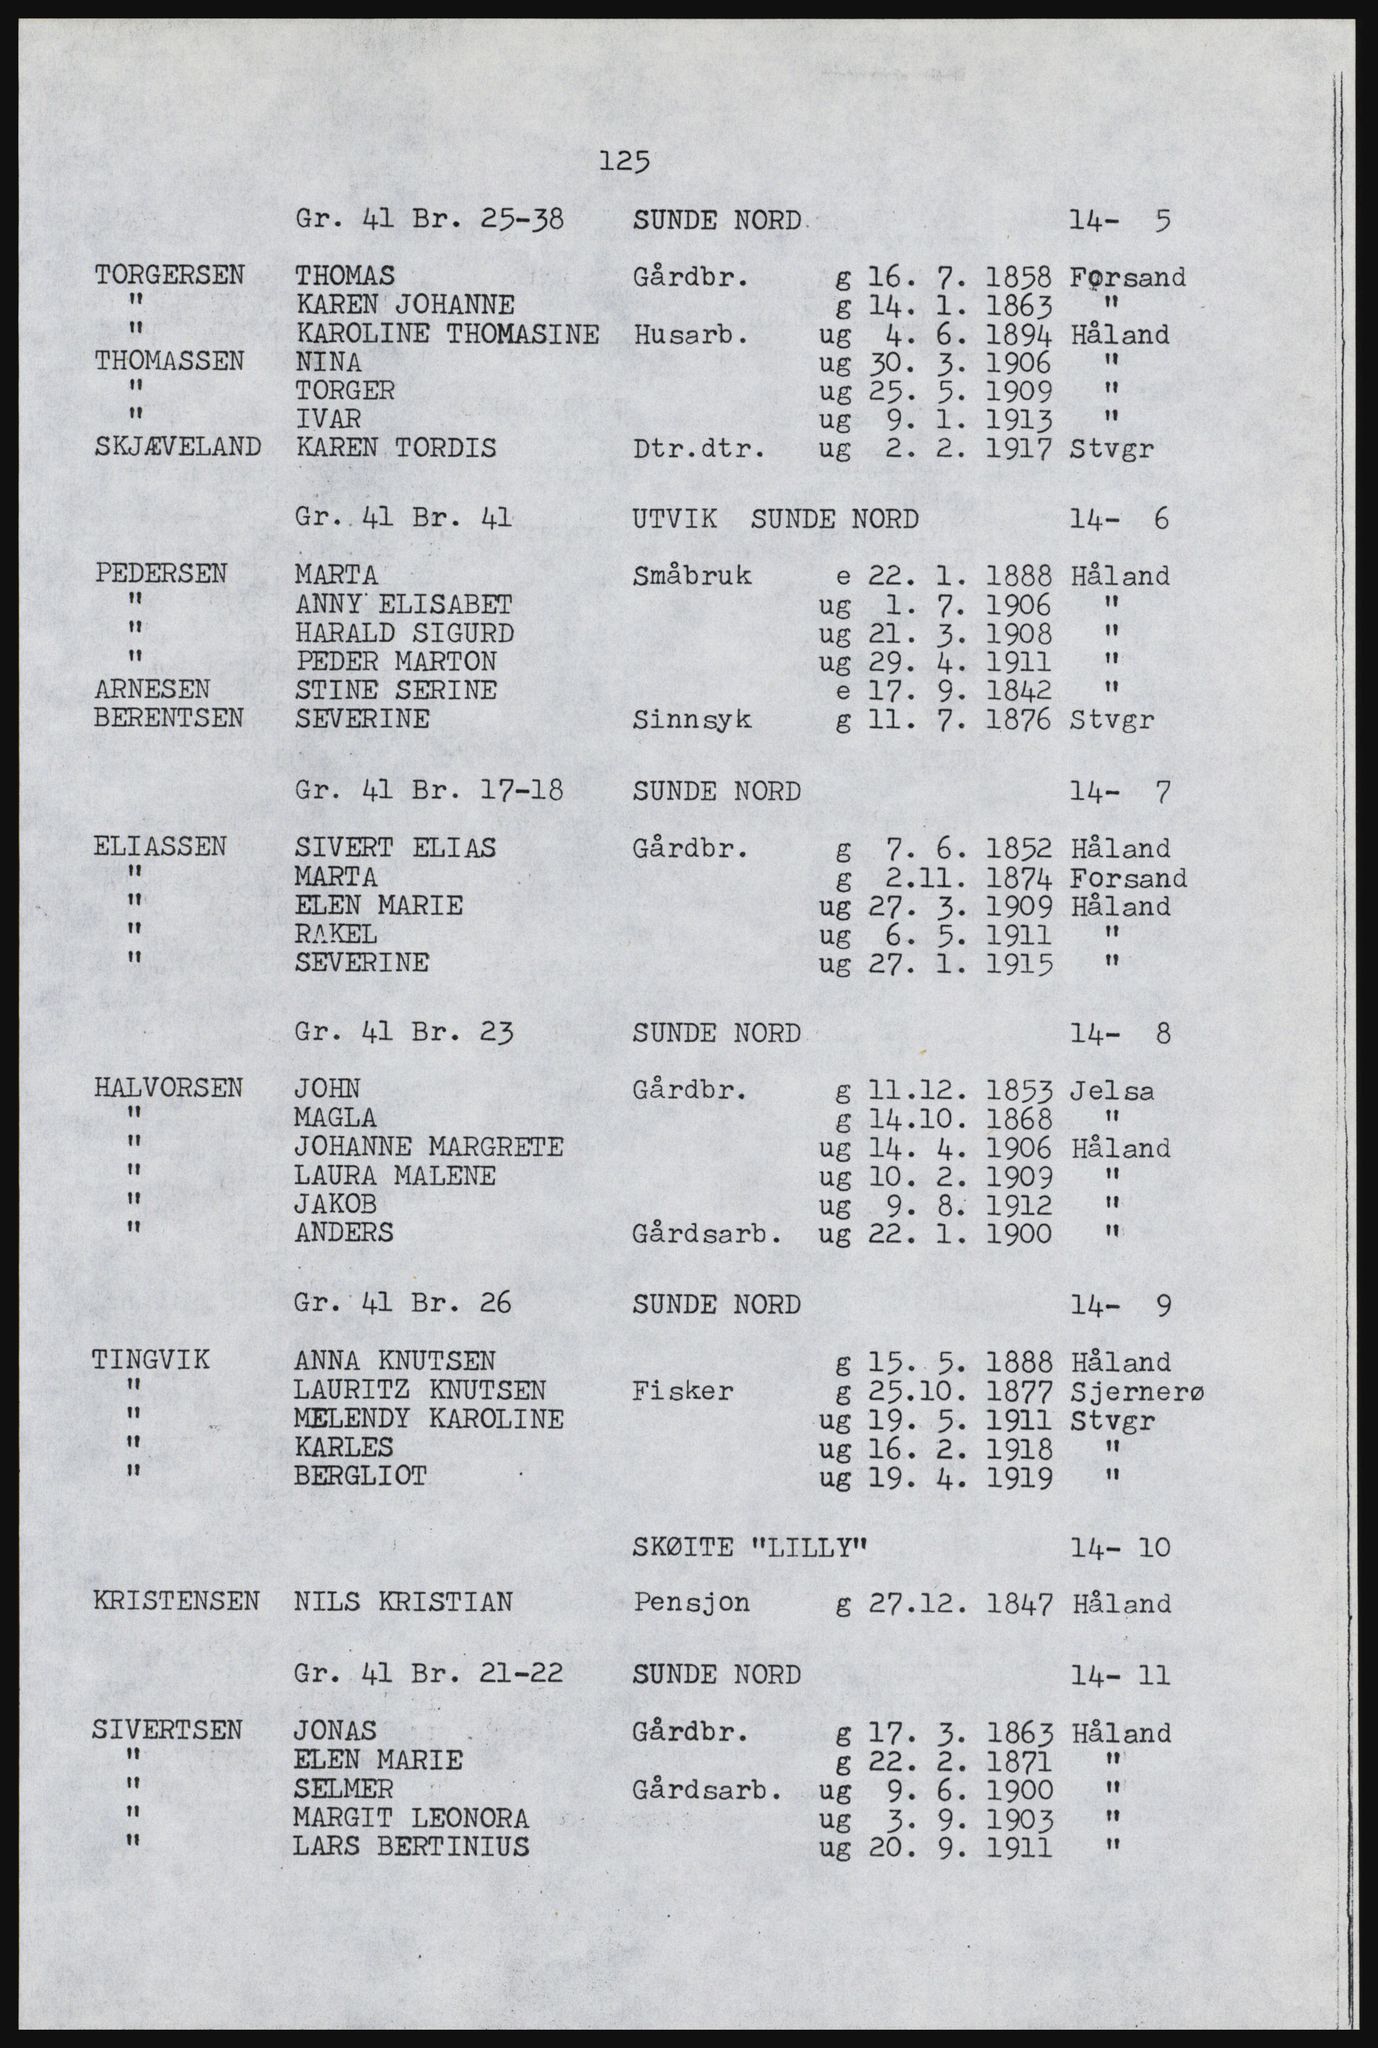 125
Gr. 41 Br. 25-38 SUNDE NORD 14- 5
TORGERSEN THOMAS Gårdbr. g 16. 7. 1858 Forsand
" KAREN JOHANNE g 14. 1. 1863 "
" KAROLINE THOMASINE Husarb. ug 4. 6. 1894 Håland
THOMASSEN NINA ug 30. 3. 1906 "
" TORGER ug 25. 5. 1909 "
" IVAR ug 9. 1. 1913 "
SKJÆVELAND KAREN TORDIS Dtr.dtr. ug 2. 2. 1917 Stvgr
Gr. 41 Br. 41 UTVIK SUNDE NORD 14- 6
PEDERSEN MARTA Småbruk e 22. 1. 1888 Håland
" ANNY ELISABET ug 1. 7. 1906 "
" HARALD SIGURD ug 21. 3. 1908 "
" PEDER MARTON ug 29. 4. 1911 "
ARNESEN STINE SERINE e 17. 9. 1842 "
BERENTSEN SEVERINE Sinnsyk g 11. 7. 1876 Stvgr
Gr. 41 Br. 17-18 SUNDE NORD 14- 7
ELIASSEN SIVERT ELIAS Gårdbr. g 7. 6. 1852 Håland
" MARTA g 2.11. 1874 Forsand
" ELEN MARIE ug 27. 3. 1909 Håland
" RAKEL ug 6. 5. 1911 "
" SEVERINE ug 27. 1. 1915 "
Gr. 41 Br. 23 SUNDE NORD 14- 8
HALVORSEN JOHN Gårdbr. g 11.12. 1853 Jelsa
" MAGLA g 14.10. 1868 "
" JOHANNE MARGRETE ug 14. 4. 1906 Håland
" LAURA MALENE ug 10. 2. 1909 "
" JAKOB ug 9. 8. 1912 "
" ANDERS Gårdsarb. ug 22. 1. 1900 "
Gr. 41 Br. 26 SUNDE NORD 14- 9
TINGVIK ANNA KNUTSEN g 15. 5. 1888 Håland
" LAURITZ KNUTSEN Fisker g 25.10. 1877 Sjernerø
" MELENDY KAROLINE ug 19. 5. 1911 Stvgr
" KARLES ug 16. 2. 1918 "
" BERGLIOT ug 19. 4. 1919 "
SKØITE "LILLY" 14- 10
KRISTENSEN NILS KRISTIAN Pensjon g 27.12. 1847 Håland
Gr. 41 Br. 21-22 SUNDE NORD 14- 11
SIVERTSEN JONAS Gårdbr. g 17. 3. 1863 Håland
" ELEN MARIE g 22. 2. 1871 "
" SELMER Gårdsarb. ug 9. 6. 1900 "
" MARGIT LEONORA ug 3. 9. 1903 "
" LARS BERTINIUS ug 20. 9. 1911 "